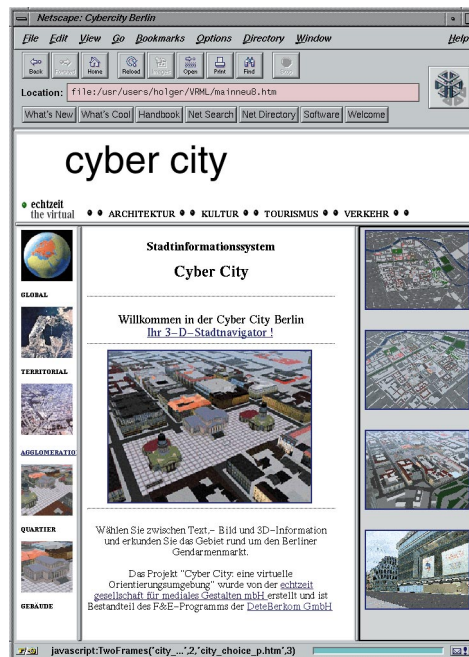 Netscape: Cybercity Berlin
File Edit View Go Bookmarks Options Directory Window Help
Back Home Reload Open Print Find
Location: file:/usr/users/holger/VRML/mainneu8.htm
What's New What's Cool Handbook Net Search Net Directory Software Welcome
cyber city
echtzeit
the virtual ARCHITEKTUR KULTUR TOURISMUS VERKEHR
GLOBAL
TERRITORIAL
AGGLOMERATIO
QUARTIER
GEBÄUDE
Stadtinformationssystem
Cyber City
Willkommen in der Cyber City Berlin
Ihr 3-D-Stadtnavigator !
Wählen Sie zwischen Text,- Bild und 3D-Information
und erkunden Sie das Gebiet rund um den Berliner
Gendarmenmarkt.
Das Projekt "Cyber City: eine virtuelle
Orientierungsumgebung" wurde von der echtzeit
gesellschaft für mediales Gestalten mbH erstellt und ist
Bestandteil des F&E-Programms der DeteBerkom GmbH
javascript:TwoFrames('city_...',2,'city_choice_p.htm',3)